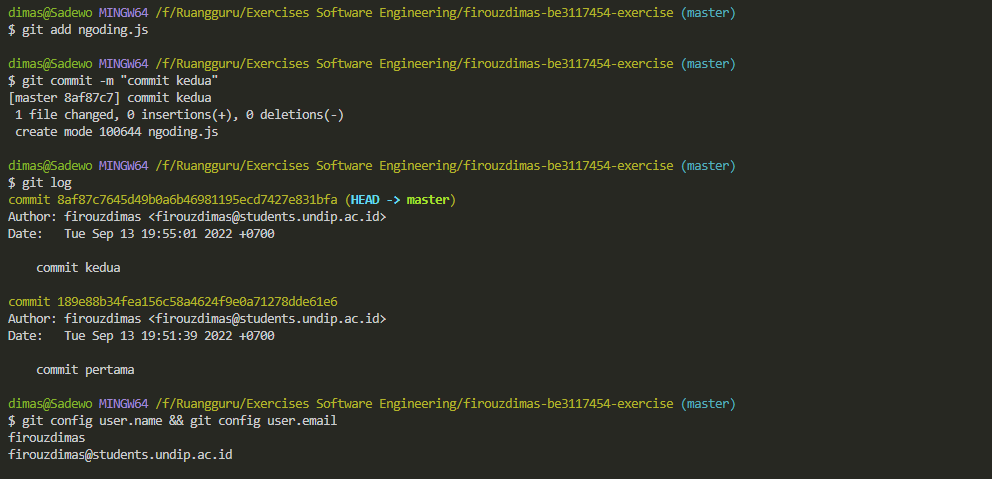 dimas@Sadewo MINGW64 /f/Ruangguru/Exercises Software Engineering/firouzdimas-be3117454-exercise (master)
$ git add ngoding.js
dimas@Sadewo MINGW64 /f/Ruangguru/Exercises Software Engineering/firouzdimas-be3117454-exercise (master)
$ git commit -m "commit kedua"
[master 8af87c7] commit kedua
 1 file changed, 0 insertions(+), 0 deletions(-)
 create mode 100644 ngoding.js
dimas@Sadewo MINGW64 /f/Ruangguru/Exercises Software Engineering/firouzdimas-be3117454-exercise (master)
$ git log
commit 8af87c7645d49b0a6b46981195ecd7427e831bfa (HEAD -> master)
Author: firouzdimas <firouzdimas@students.undip.ac.id>
Date:   Tue Sep 13 19:55:01 2022 +0700
    commit kedua
commit 189e88b34fea156c58a4624f9e0a71278dde61e6
Author: firouzdimas <firouzdimas@students.undip.ac.id>
Date:   Tue Sep 13 19:51:39 2022 +0700
    commit pertama
dimas@Sadewo MINGW64 /f/Ruangguru/Exercises Software Engineering/firouzdimas-be3117454-exercise (master)
$ git config user.name && git config user.email
firouzdimas
firouzdimas@students.undip.ac.id